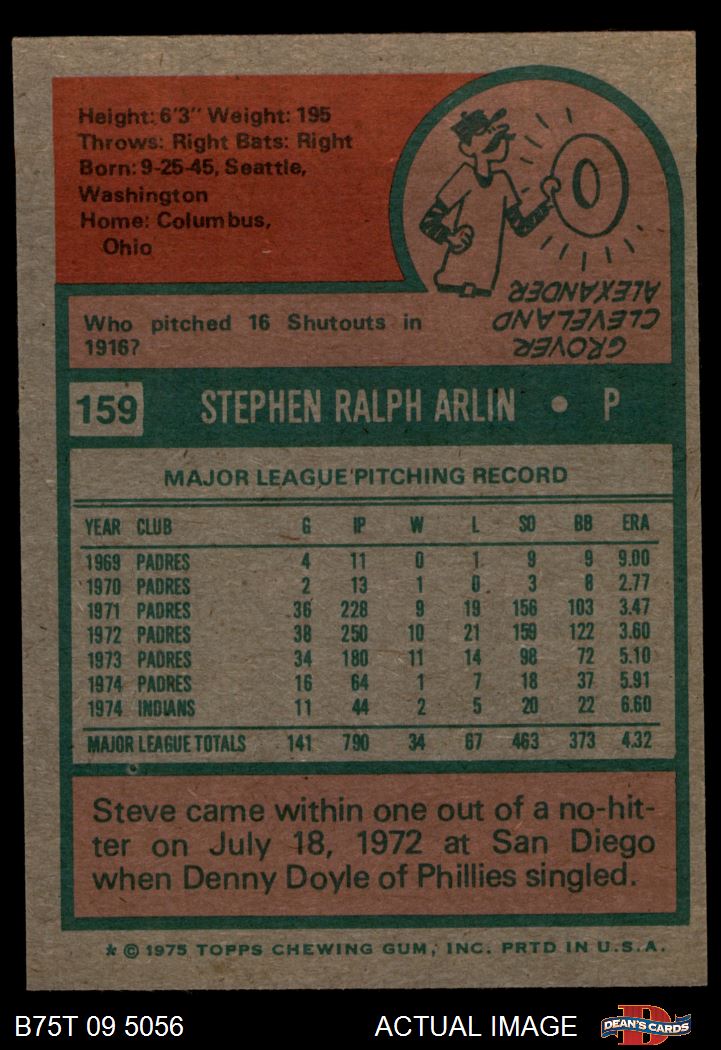 Height: 6'3" Weight: 195
Throws: Right Bats: Right
Born: 9-25-45, Seattle,
Washington
Home: Columbus,
Ohio
Who pitched 16 Shutouts in
1916?
GROVER
CLEVELAND
ALEXANDER
159 STEPHEN RALPH ARLIN • P
MAJOR LEAGUE PITCHING RECORD
YEAR CLUB G IP W L SO BB ERA
1969 PADRES 4 11 0 1 9 9 9.00
1970 PADRES 2 13 1 0 3 8 2.77
1971 PADRES 36 228 9 19 156 103 3.47
1972 PADRES 38 250 10 21 159 122 3.60
1973 PADRES 34 180 11 14 98 72 5.10
1974 PADRES 16 64 1 7 18 37 5.91
1974 INDIANS 11 44 2 5 20 22 6.60
MAJOR LEAGUE TOTALS 141 790 34 67 463 373 4.32
Steve came within one out of a no-hit-
ter on July 18, 1972 at San Diego
when Denny Doyle of Phillies singled.
* © 1975 TOPPS CHEWING GUM, INC. PRTD IN U.S.A.
B75T 09 5056 ACTUAL IMAGE DEAN'S CARDS